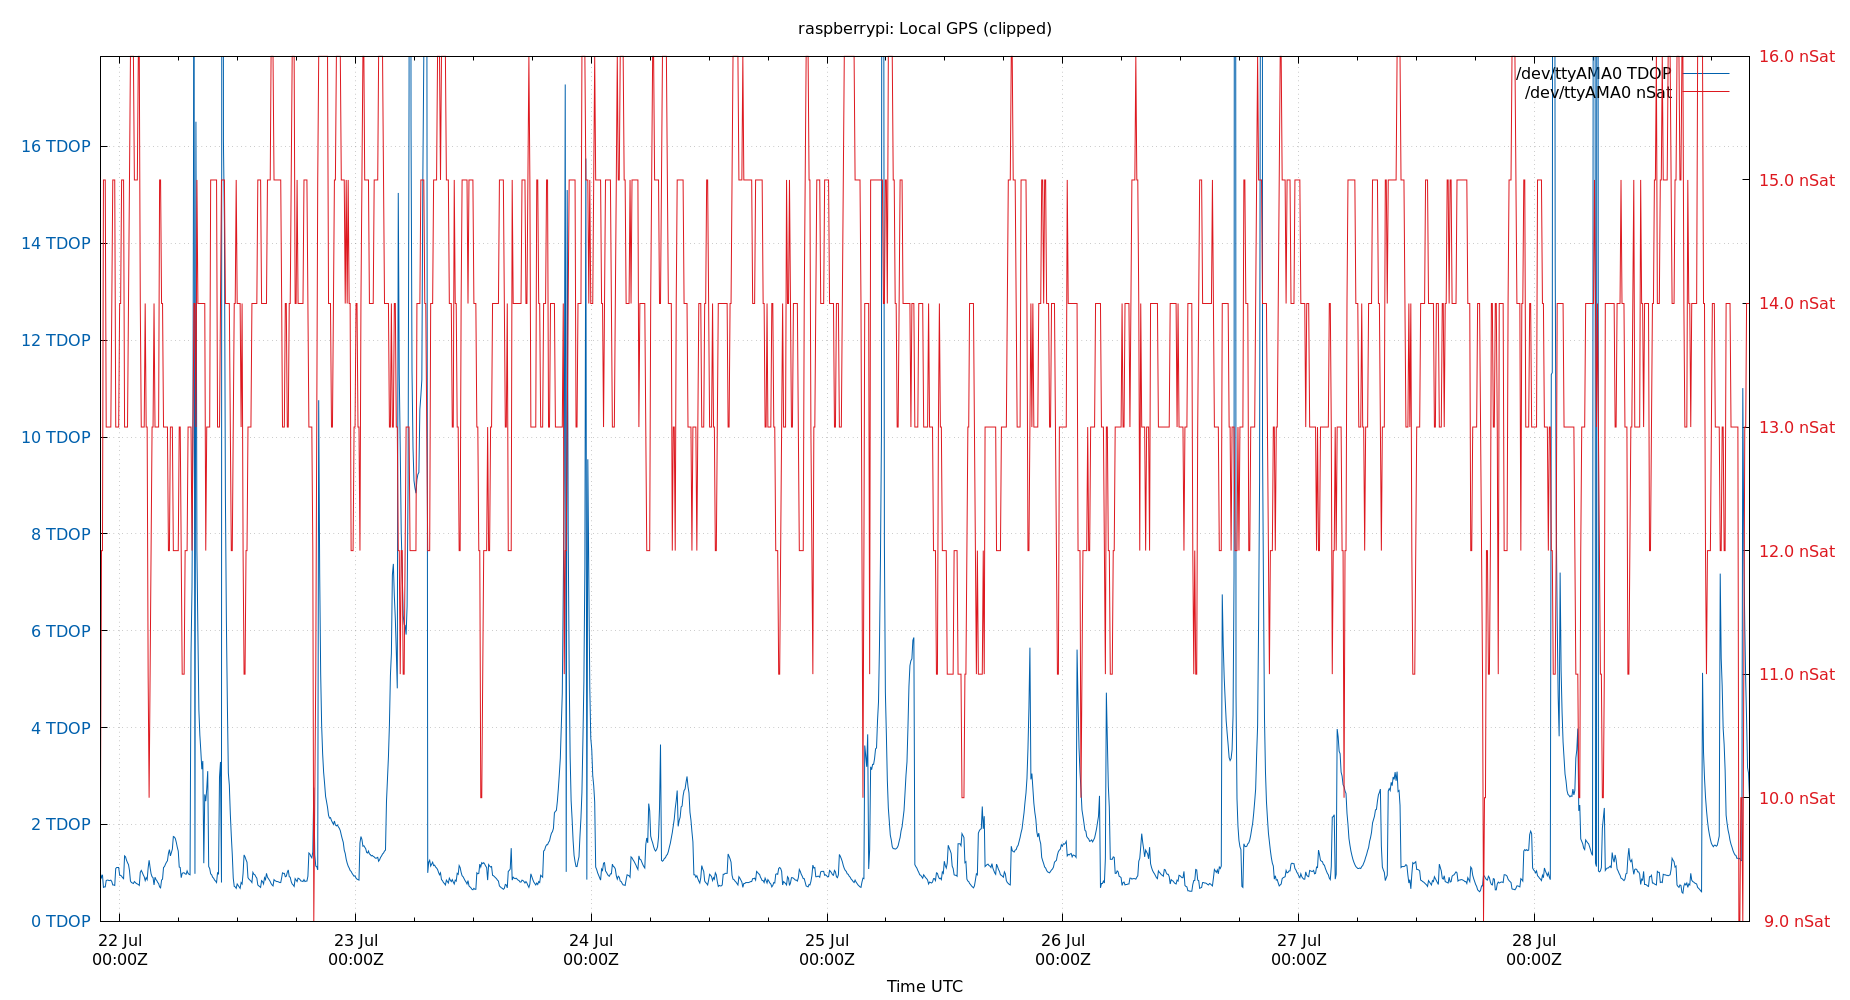 raspberrypi: Local GPS (clipped)
16.0 nSat
/dev/ttyAMA0 TDOP
/dev/ttyAMA0 nSat
16 TDOP
15.0 nSat
14 TDOP
14.0 nSat
12 TDOP
13.0 nSat
10 TDOP
12.0 nSat
8 TDOP
11.0 nSat
6 TDOP
4 TDOP
10.0 nSat
2 TDOP
0 TDOP
9.0 nSat
22 Jul 23 Jul 24 Jul 25 Jul 26 Jul 27 Jul 28 Jul
00:00Z 00:00Z 00:00Z 00:00Z 00:00Z 00:00Z 00:00Z
Time UTC